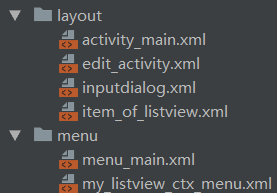 layout
activity_main.xml
edit_activity.xml
inputdialog.xml
item_of_listview.xml
menu
menu_main.xml
my_listview_ctx_menu.xml